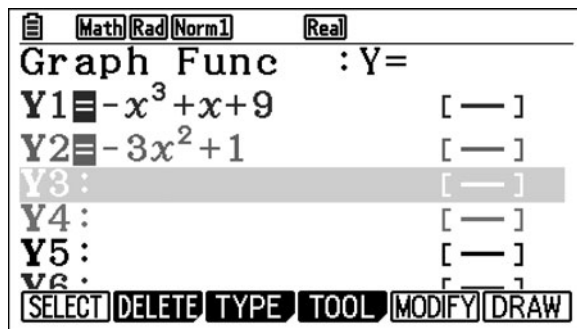 Math Rad Norm1 Real
Graph Func :Y=
Y1=-x³+x+9 [—]
Y2=-3x²+1 [—]
Y3: [—]
Y4: [—]
Y5: [—]
Y6: [—]
SELECT DELETE TYPE TOOL MODIFY DRAW